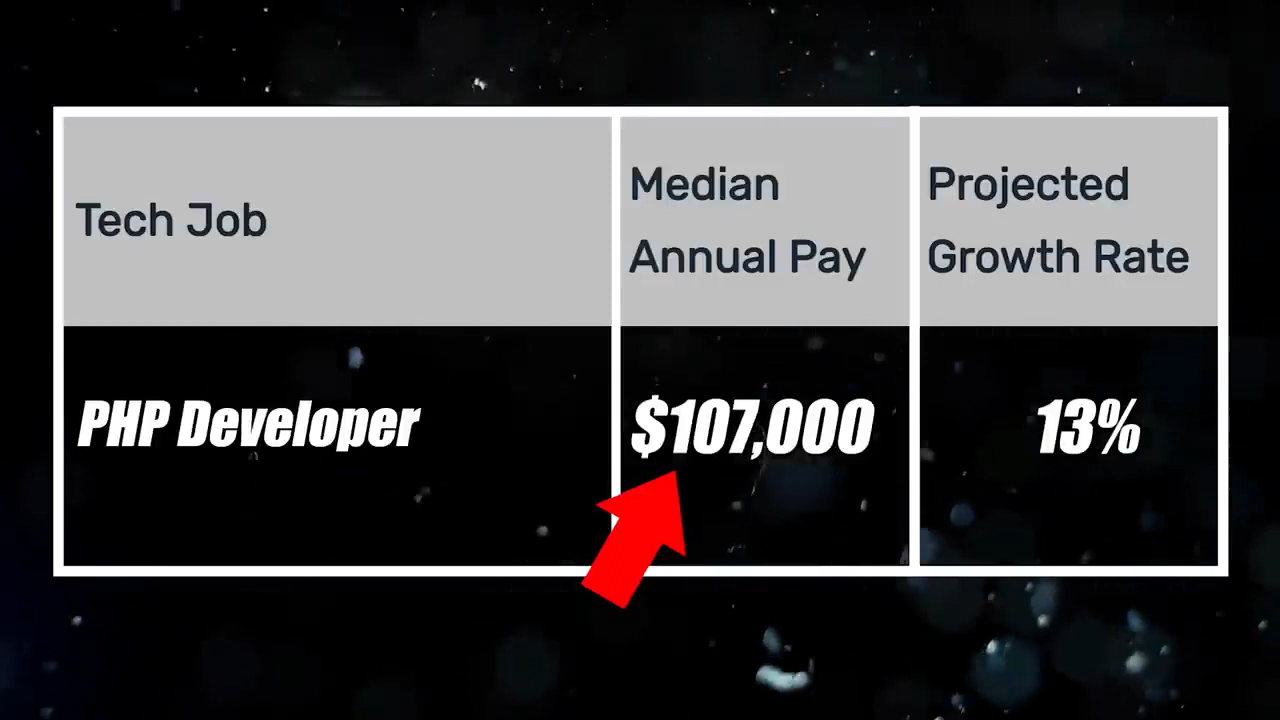 Tech Job
Median
Annual Pay
Projected
Growth Rate
PHP Developer
$107,000
13%